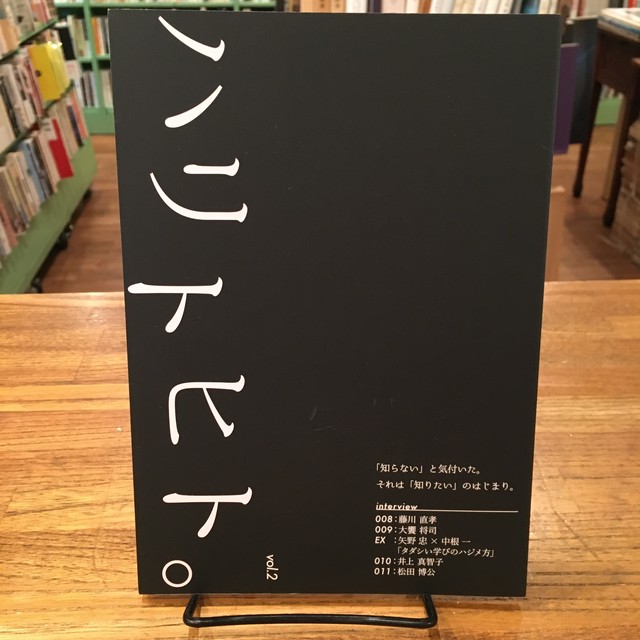 ハリトヒト。
vol.2
「知らない」と気付いた。
それは「知りたい」のはじまり。
interview
008：藤川 直孝
009：大饗 将司
EX ：矢野 忠 × 中根 一
「タダシい学びのハジメ方」
010：井上 真智子
011：松田 博公